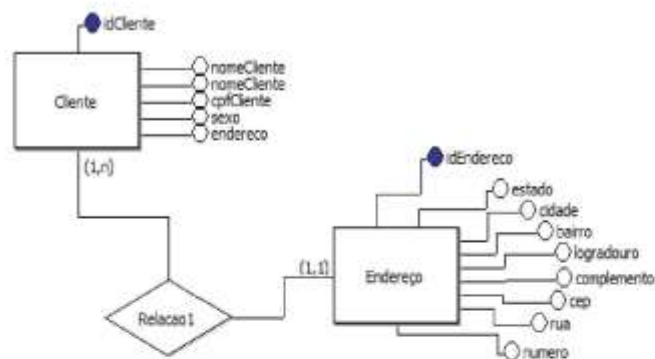 idCliente
Cliente
nomeCliente
nomeCliente
cpfCliente
sexo
endereco
(1,n)
idEndereco
estado
cidade
bairro
logradouro
complemento
cep
rua
numero
Endereço
(1,1)
Relacao1